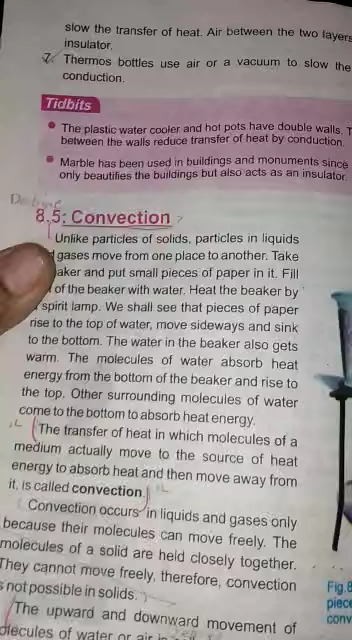 slow the transfer of heat. Air between the two layers
insulator.
7. Thermos bottles use air or a vacuum to slow the
conduction.
Tidbits
• The plastic water cooler and hot pots have double walls. T
between the walls reduce transfer of heat by conduction.
• Marble has been used in buildings and monuments since
only beautifies the buildings but also acts as an insulator.
8.5: Convection ?
Unlike particles of solids, particles in liquids
gases move from one place to another. Take
aker and put small pieces of paper in it. Fill
of the beaker with water. Heat the beaker by
spirit lamp. We shall see that pieces of paper
rise to the top of water, move sideways and sink
to the bottom. The water in the beaker also gets
warm. The molecules of water absorb heat
energy from the bottom of the beaker and rise to
the top. Other surrounding molecules of water
come to the bottom to absorb heat energy.
The transfer of heat in which molecules of a
medium actually move to the source of heat
energy to absorb heat and then move away from
it, is called convection.
Convection occurs in liquids and gases only
because their molecules can move freely. The
molecules of a solid are held closely together.
They cannot move freely, therefore, convection
s not possible in solids.
The upward and downward movement of
olecules of water or air in
Fig.8
piece
conv